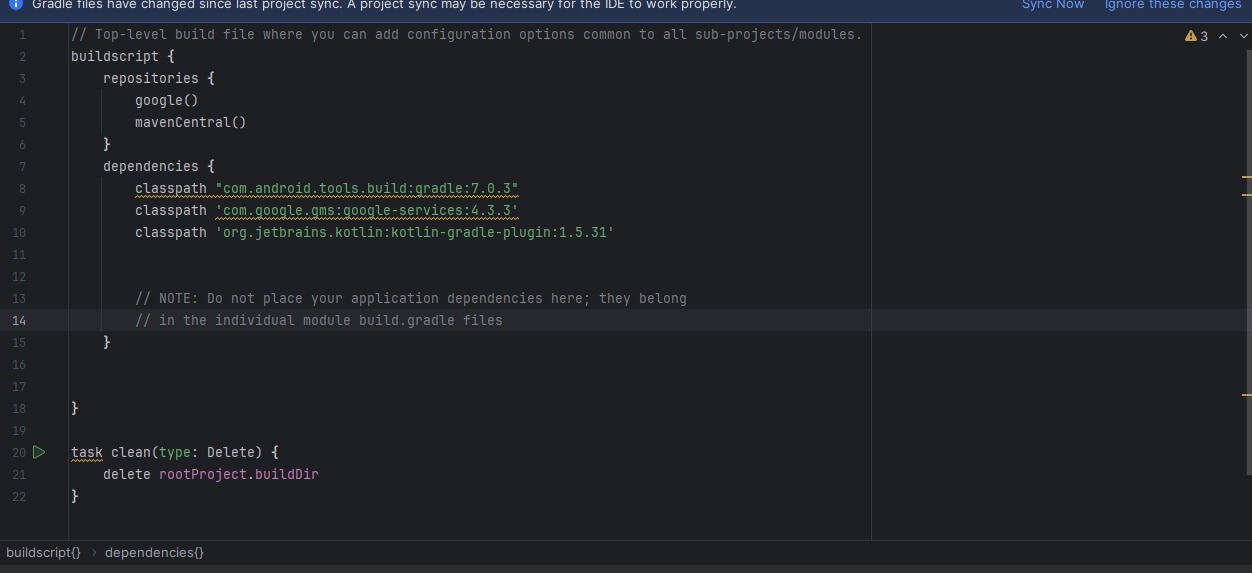 Gradle files have changed since last project sync. A project sync may be necessary for the IDE to work properly. Sync Now Ignore these changes
1 // Top-level build file where you can add configuration options common to all sub-projects/modules. 3
2 buildscript {
3 repositories {
4 google()
5 mavenCentral()
6 }
7 dependencies {
8 classpath "com.android.tools.build:gradle:7.0.3"
9 classpath 'com.google.gms:google-services:4.3.3'
10 classpath 'org.jetbrains.kotlin:kotlin-gradle-plugin:1.5.31'
11
12
13 // NOTE: Do not place your application dependencies here; they belong
14 // in the individual module build.gradle files
15 }
16
17
18 }
19
20 task clean(type: Delete) {
21 delete rootProject.buildDir
22 }
buildscript{} › dependencies{}